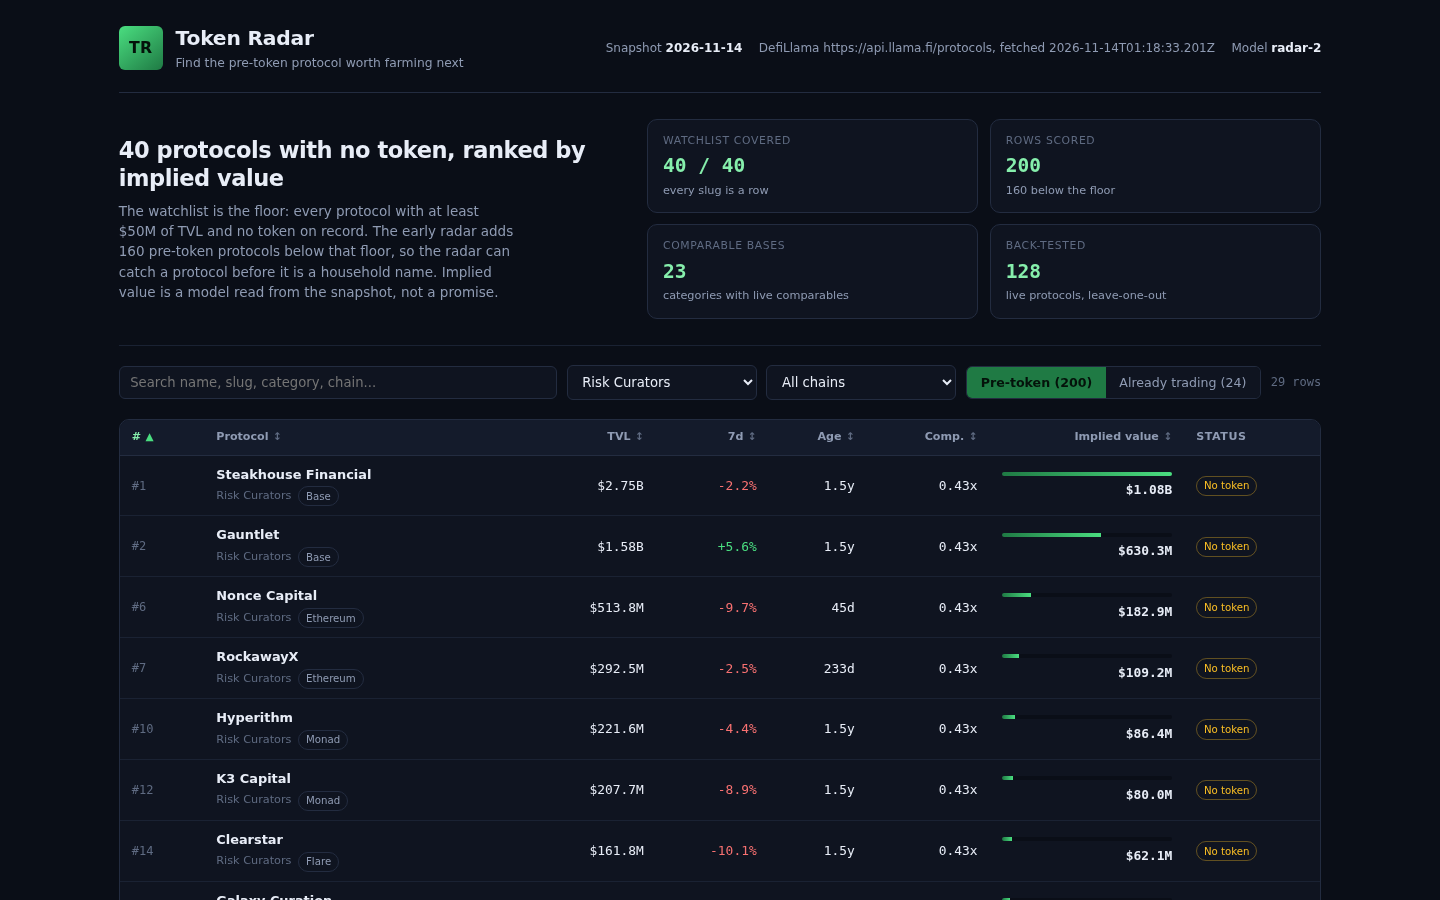 TR
Token Radar
Find the pre-token protocol worth farming next
Snapshot 2026-11-14 DefiLlama https://api.llama.fi/protocols, fetched 2026-11-14T01:18:33.201Z Model radar-2
40 protocols with no token, ranked by
implied value
The watchlist is the floor: every protocol with at least
$50M of TVL and no token on record. The early radar adds
160 pre-token protocols below that floor, so the radar can
catch a protocol before it is a household name. Implied
value is a model read from the snapshot, not a promise.
WATCHLIST COVERED
40 / 40
every slug is a row
ROWS SCORED
200
160 below the floor
COMPARABLE BASES
23
categories with live comparables
BACK-TESTED
128
live protocols, leave-one-out
Search name, slug, category, chain... Risk Curators All chains Pre-token (200) Already trading (24) 29 rows
# ▲ Protocol ↕ TVL ↕ 7d ↕ Age ↕ Comp. ↕ Implied value ↕ STATUS
#1 Steakhouse Financial $2.75B -2.2% 1.5y 0.43x $1.08B No token
Risk Curators Base
#2 Gauntlet $1.58B +5.6% 1.5y 0.43x $630.3M No token
Risk Curators Base
#6 Nonce Capital $513.8M -9.7% 45d 0.43x $182.9M No token
Risk Curators Ethereum
#7 RockawayX $292.5M -2.5% 233d 0.43x $109.2M No token
Risk Curators Ethereum
#10 Hyperithm $221.6M -4.4% 1.5y 0.43x $86.4M No token
Risk Curators Monad
#12 K3 Capital $207.7M -8.9% 1.5y 0.43x $80.0M No token
Risk Curators Monad
#14 Clearstar $161.8M -10.1% 1.5y 0.43x $62.1M No token
Risk Curators Flare
Galaxy Curation